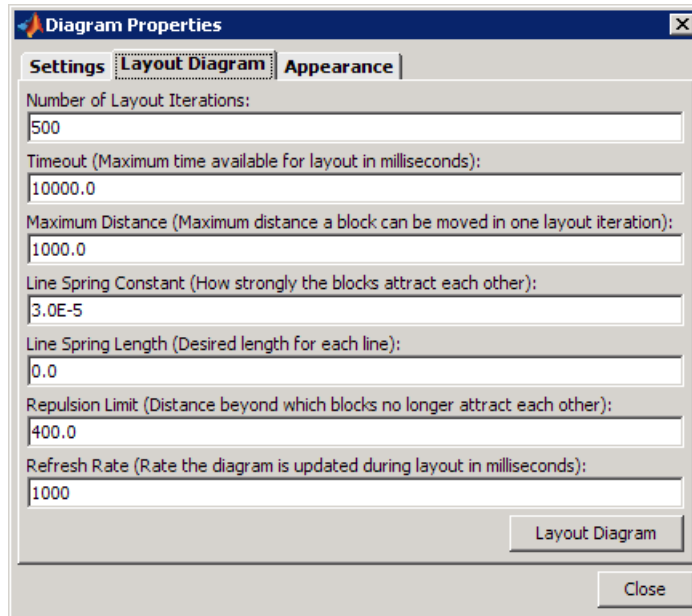 Diagram Properties
Settings Layout Diagram Appearance
Number of Layout Iterations:
500
Timeout (Maximum time available for layout in milliseconds):
10000.0
Maximum Distance (Maximum distance a block can be moved in one layout iteration):
1000.0
Line Spring Constant (How strongly the blocks attract each other):
3.0E-5
Line Spring Length (Desired length for each line):
0.0
Repulsion Limit (Distance beyond which blocks no longer attract each other):
400.0
Refresh Rate (Rate the diagram is updated during layout in milliseconds):
1000
Layout Diagram
Close